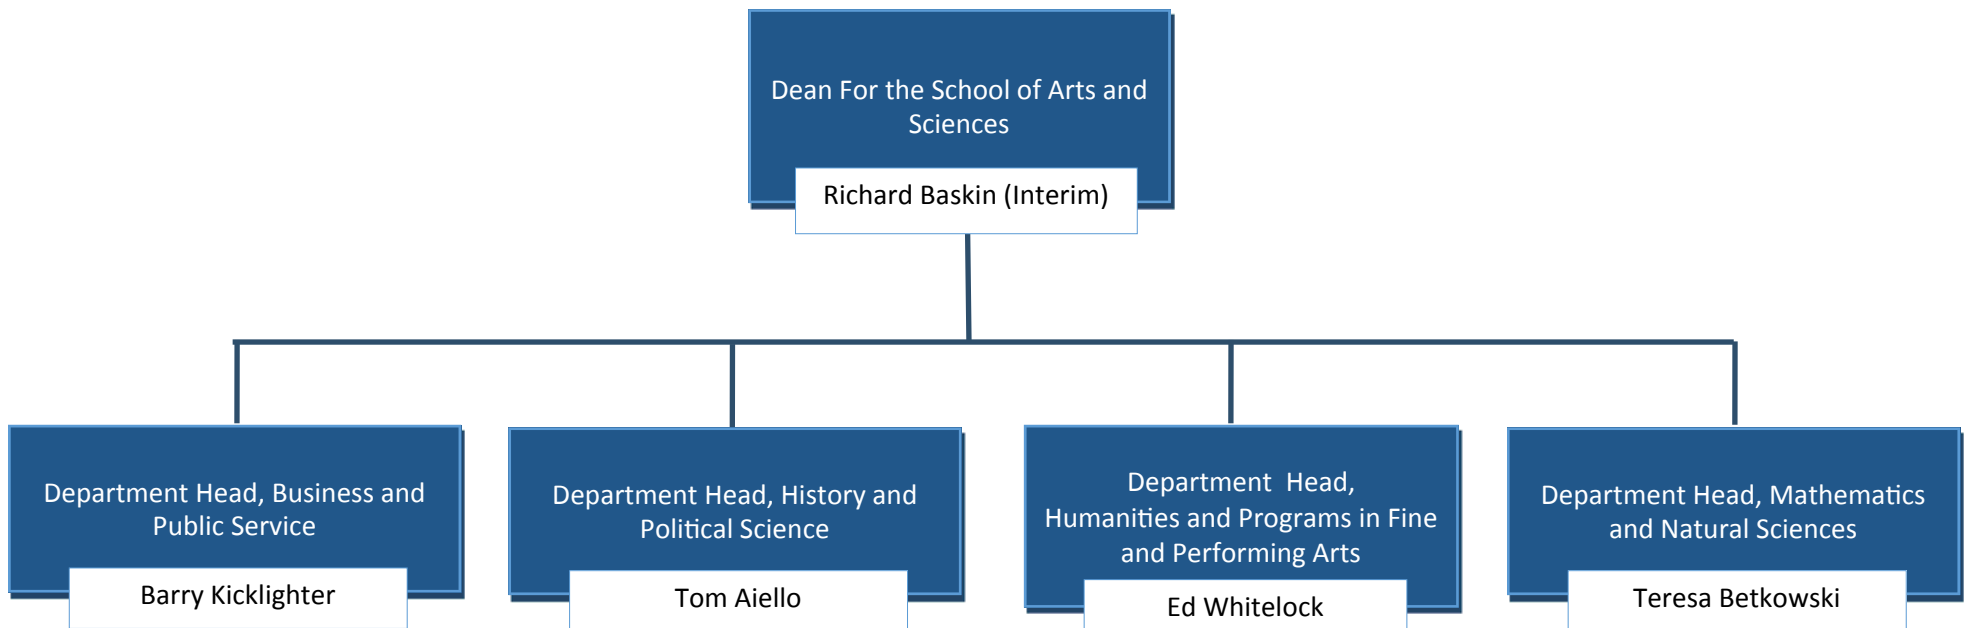 Dean For the School of Arts and
Sciences
Richard Baskin (Interim)
Department Head, Business and
Public Service
Barry Kicklighter
Department Head, History and
Political Science
Tom Aiello
Department  Head,
Humanities and Programs in Fine
and Performing Arts
Ed Whitelock
Department Head, Mathematics
and Natural Sciences
Teresa Betkowski